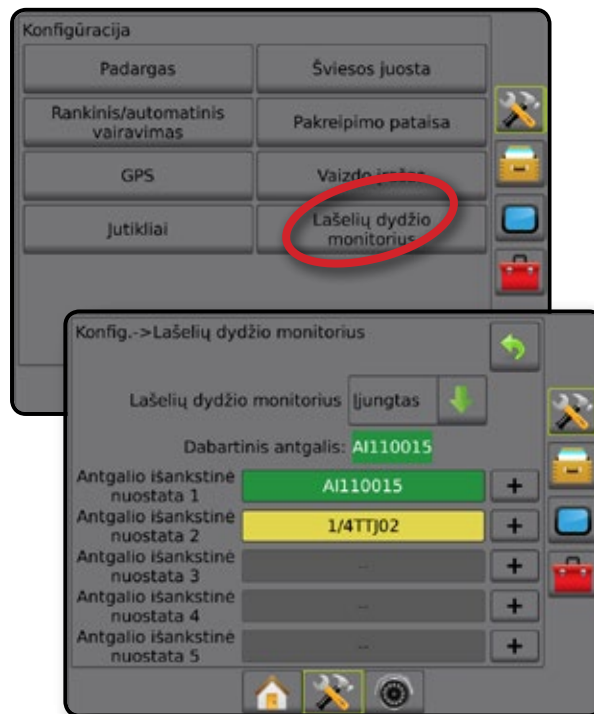 Konfigūracija
Padargas
Šviesos juosta
Rankinis/automatinis
vairavimas
Pakreipimo pataisa
GPS
Vaizdo
Jutikliai
Lašelių dydžio
monitorius
Konfig.->Lašelių dydžio monitorius
Lašelių dydžio monitorius
Įjungtas
Dabartinis antgalis:
AI110015
Antgalio išankstinė
nuostata 1
AI110015
+
Antgalio išankstinė
nuostata 2
1/4TTJ02
+
Antgalio išankstinė
nuostata 3
--
+
Antgalio išankstinė
nuostata 4
--
+
Antgalio išankstinė
nuostata 5
--
+